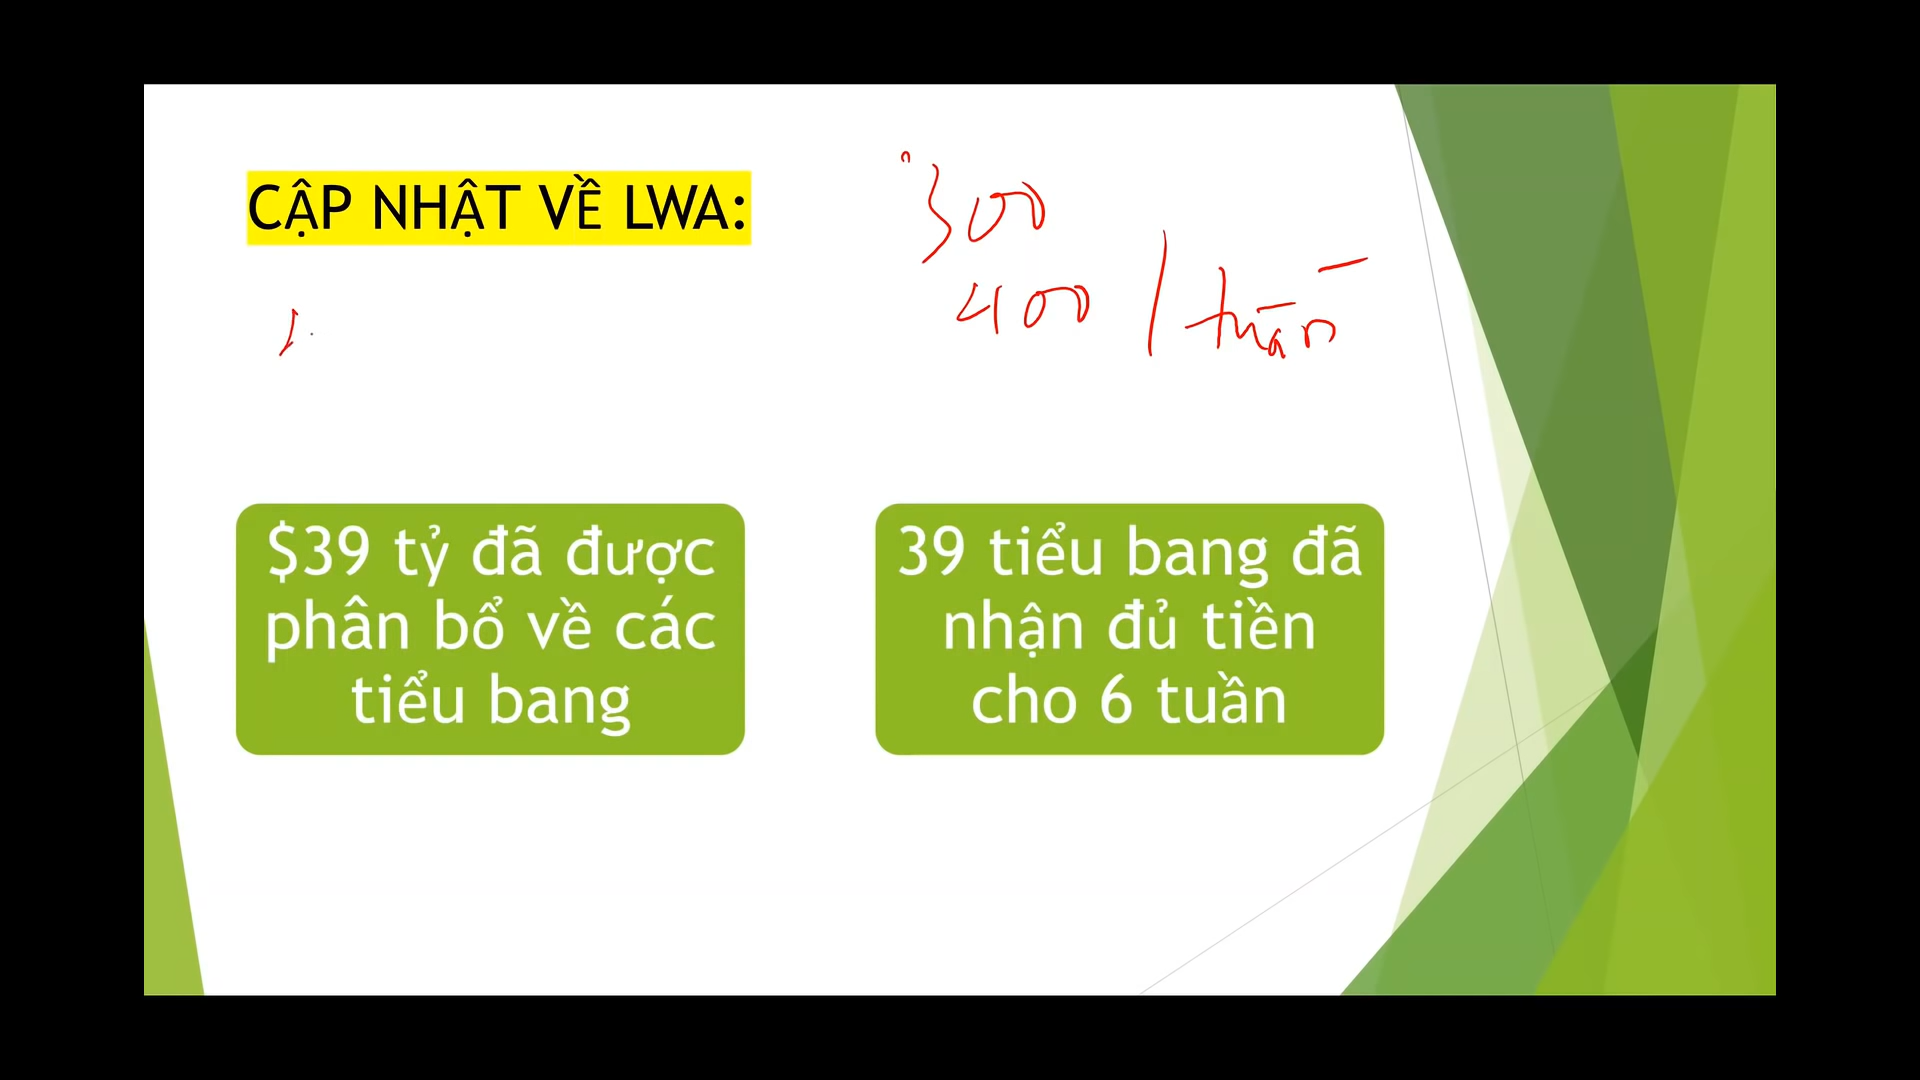 CẬP NHẬT VỀ LWA:
300
400 / tuần
$39 tỷ đã được
phân bổ về các
tiểu bang
39 tiểu bang đã
nhận đủ tiền
cho 6 tuần